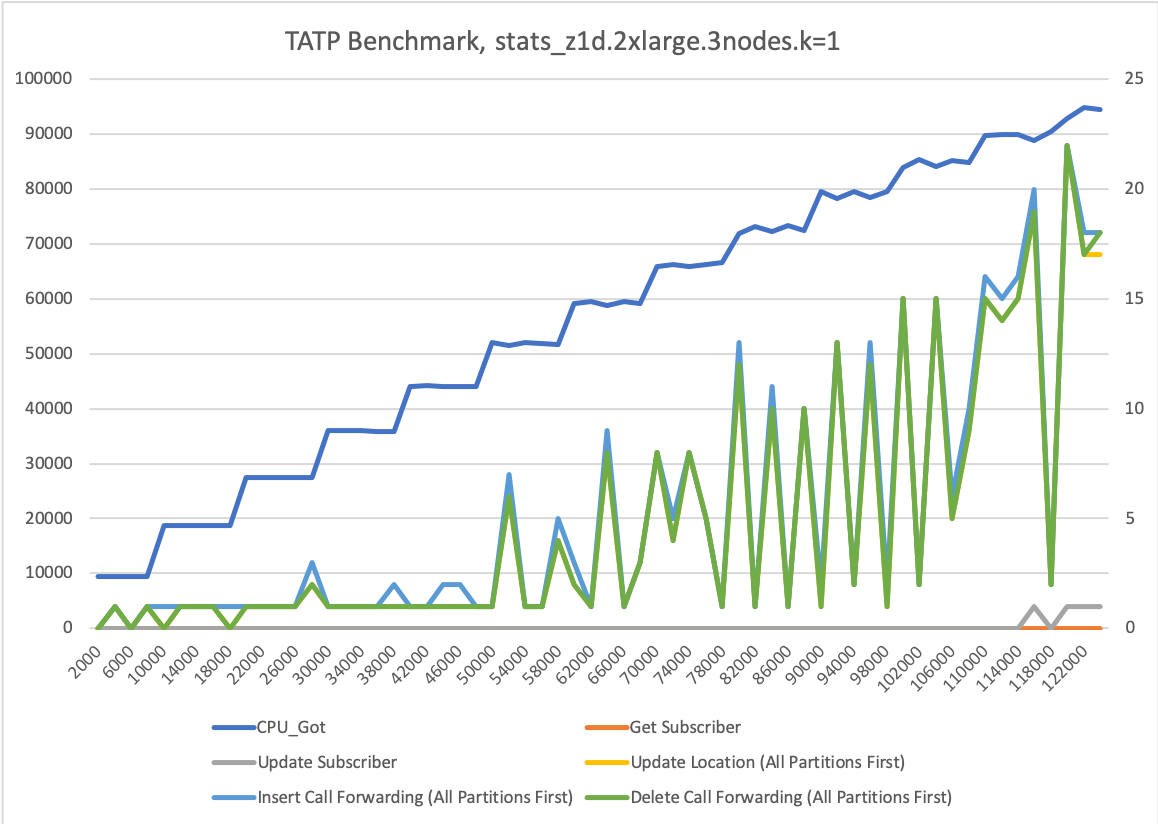 TATP Benchmark, stats_z1d.2xlarge.3nodes.k=1
100000 25
90000
80000 20
70000
60000 15
50000
40000 10
30000
20000 5
10000
0 0
2000 6000 10000 14000 18000 22000 26000 30000 34000 38000 42000 46000 50000 54000 58000 62000 66000 70000 74000 78000 82000 86000 90000 94000 98000 102000 106000 110000 114000 118000 122000
CPU_Got Get Subscriber
Update Subscriber Update Location (All Partitions First)
Insert Call Forwarding (All Partitions First) Delete Call Forwarding (All Partitions First)